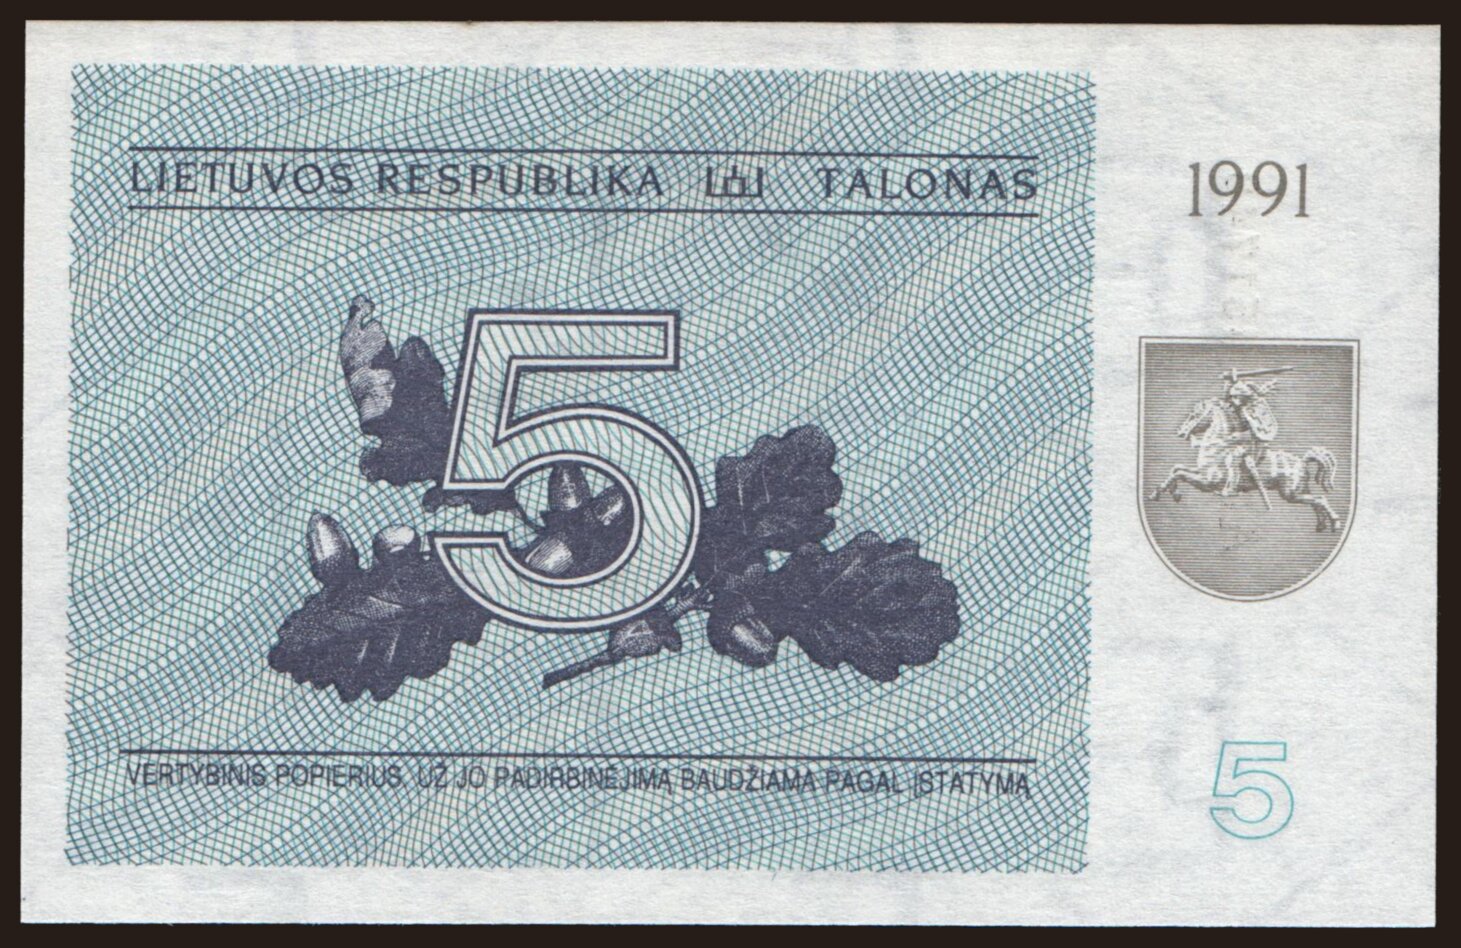 LIETUVOS RESPUBLIKA TALONAS
1991
5
VERTYBINIS POPIERIUS, UŽ JO PADIRBINĖJIMĄ BAUDŽIAMA PAGAL ĮSTATYMĄ
5